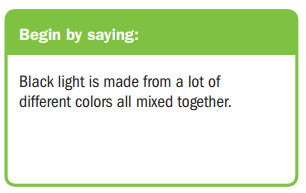 Begin by saying:
Black light is made from a lot of
different colors all mixed together.